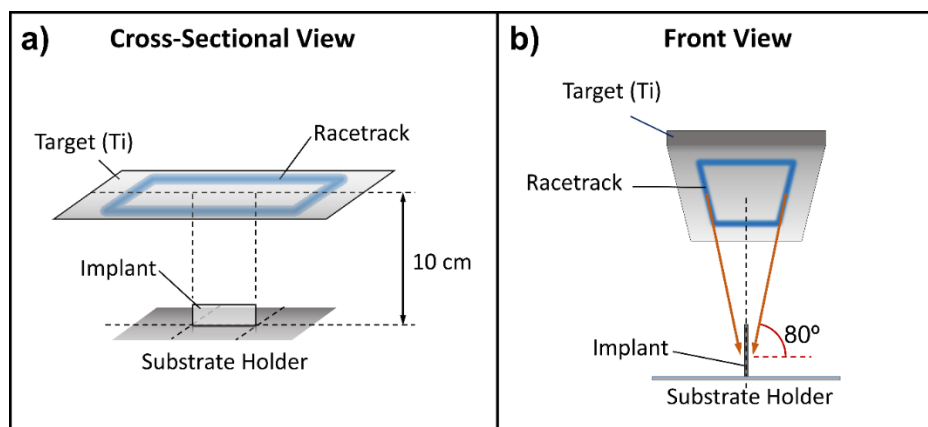 a) Cross-Sectional View
Target (Ti)
Racetrack
10 cm
Implant
Substrate Holder
b) Front View
Target (Ti)
Racetrack
80º
Implant
Substrate Holder